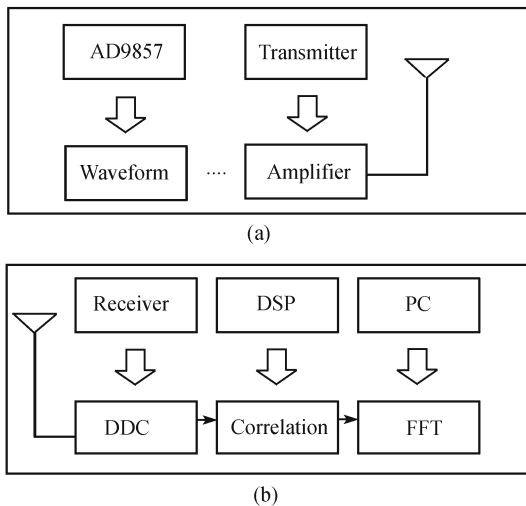 AD9857 Transmitter
Waveform .... Amplifier
(a)
Receiver DSP PC
DDC Correlation FFT
(b)